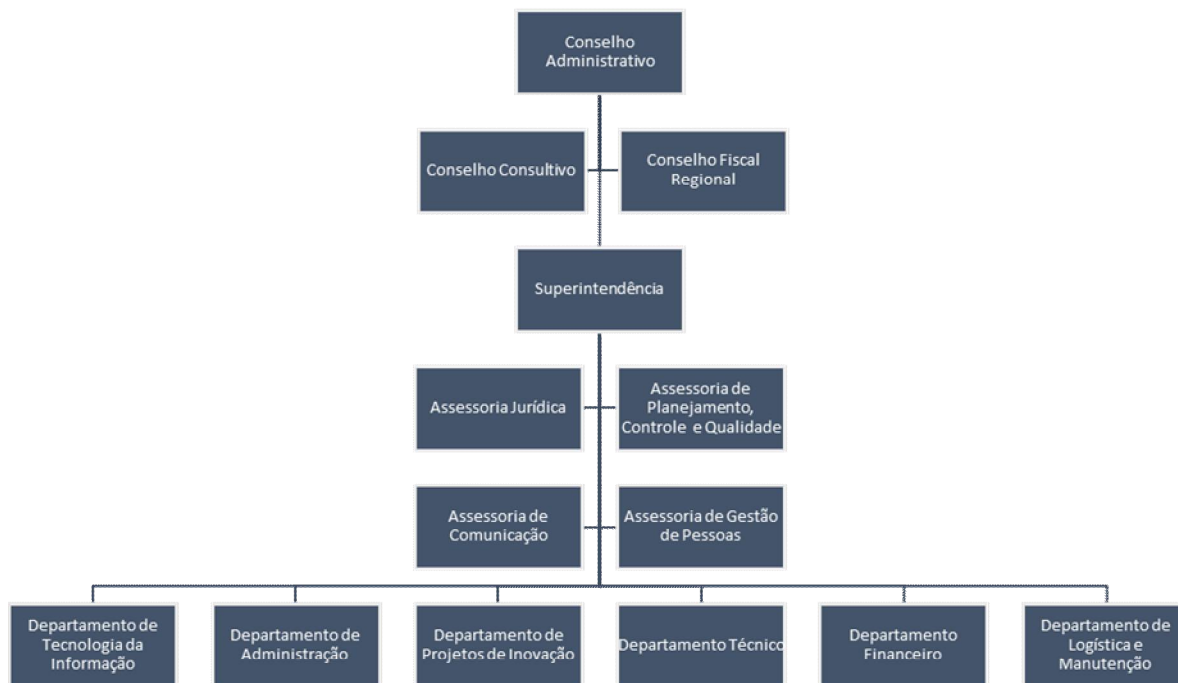 Conselho
Administrativo
Conselho Consultivo
Conselho Fiscal
Regional
Superintendência
Assessoria Jurídica
Assessoria de
Planejamento,
Controle e Qualidade
Assessoria de
Comunicação
Assessoria de Gestão
de Pessoas
Departamento de
Tecnologia da
Informação
Departamento de
Administração
Departamento de
Projetos de Inovação
Departamento Técnico
Departamento
Financeiro
Departamento de
Logística e
Manutenção